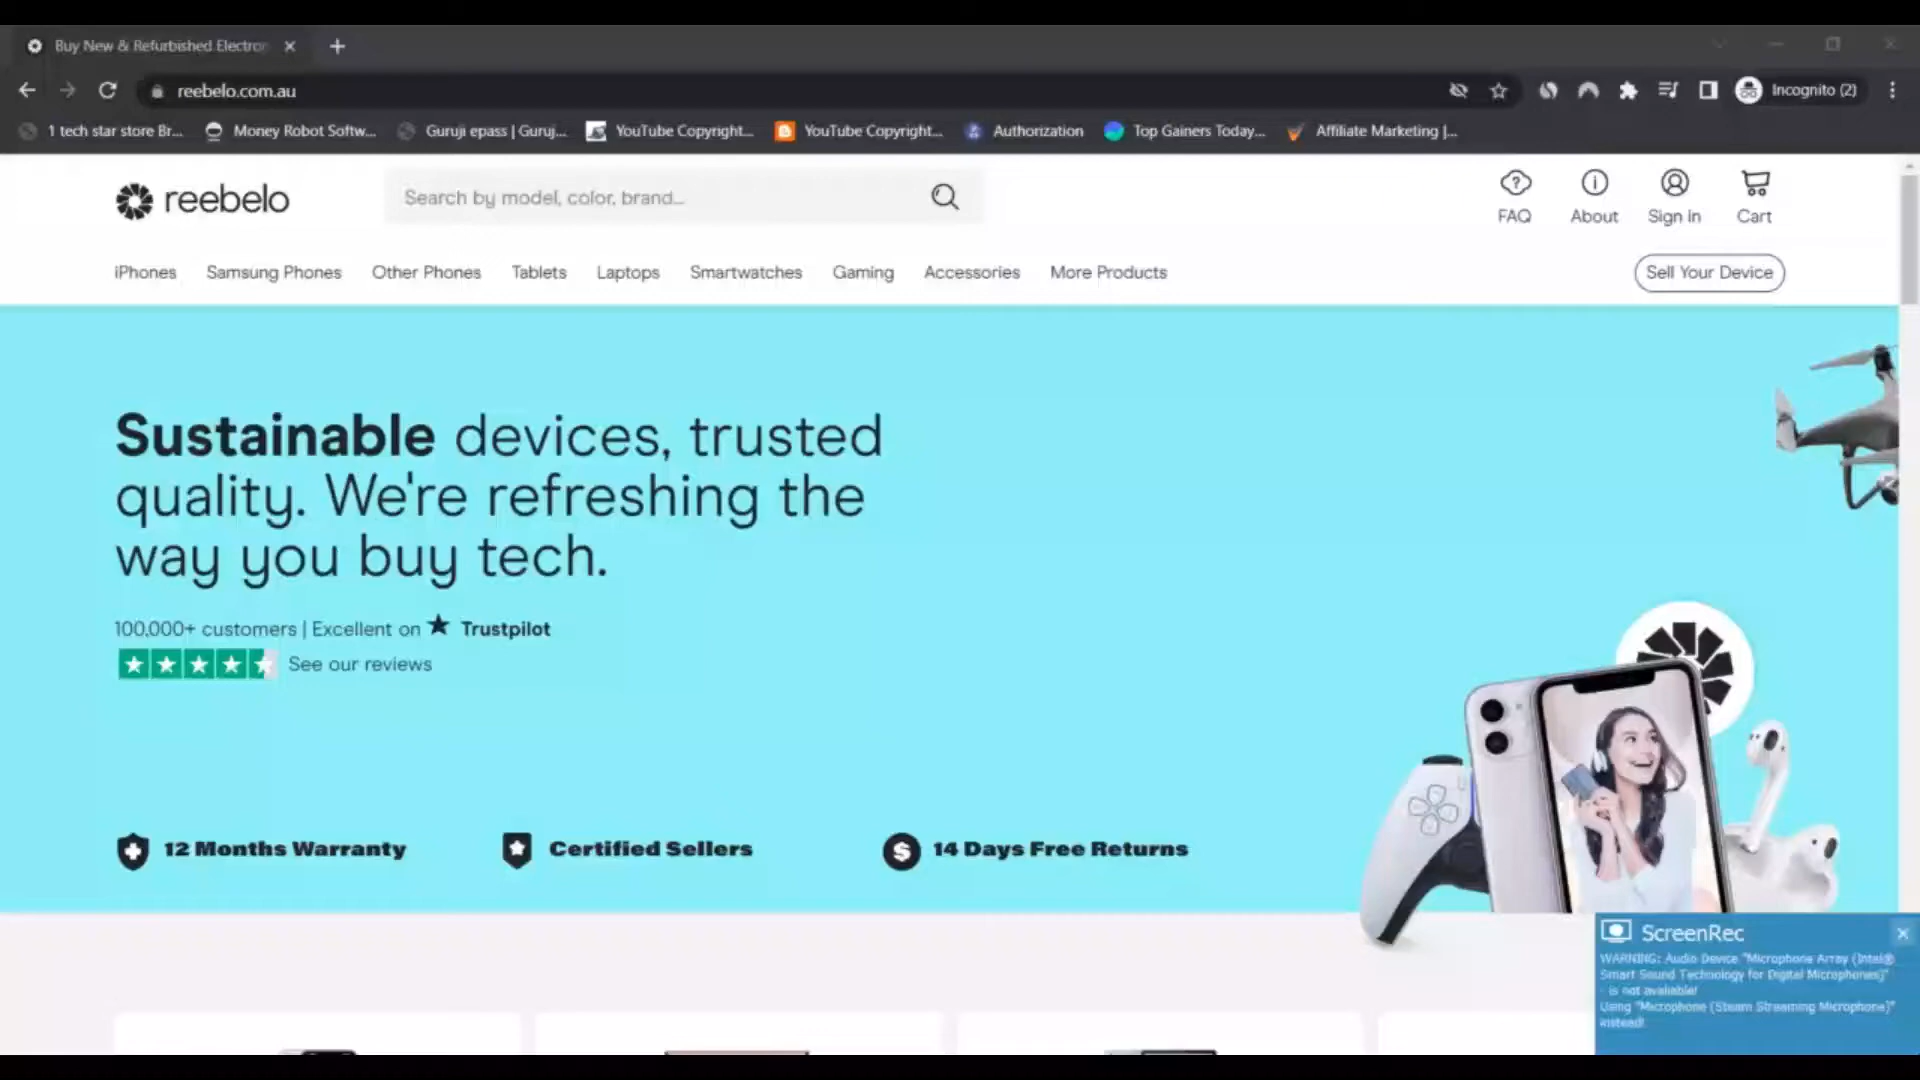 Buy New & Refurbished Electron
reebelo.com.au
Incognito (2)
1 tech star store Br...
Money Robot Softw...
Guruji epass | Guruj...
YouTube Copyright...
YouTube Copyright...
Authorization
Top Gainers Today...
Affiliate Marketing |...
reebelo
Search by model, color, brand...
FAQ
About
Sign In
Cart
iPhones
Samsung Phones
Other Phones
Tablets
Laptops
Smartwatches
Gaming
Accessories
More Products
Sell Your Device
Sustainable devices, trusted
quality. We're refreshing the
way you buy tech.
100,000+ customers | Excellent on ★ Trustpilot
See our reviews
12 Months Warranty
Certified Sellers
14 Days Free Returns
ScreenRec
WARNING: Audio Device "Microphone Array (Intel®
Smart Sound Technology for Digital Microphones)"
- is not available!
Using "Microphone (Steam Streaming Microphone)"
instead!